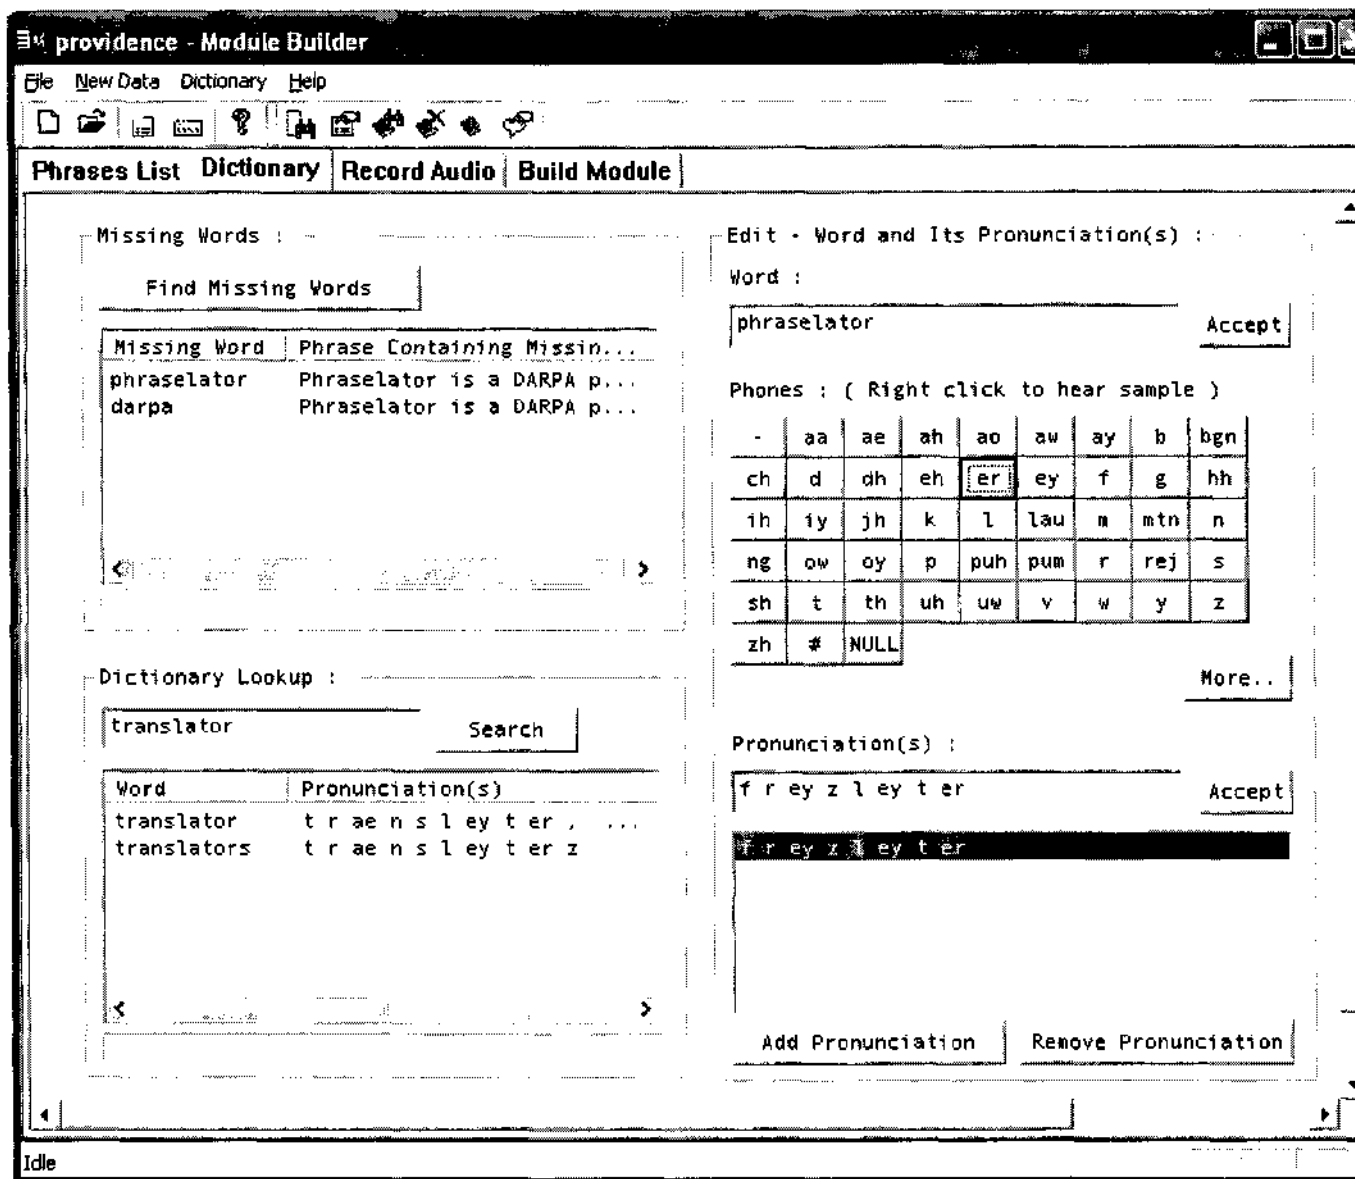 providence - Module Builder
File New Data Dictionary Help
Phrases List Dictionary Record Audio Build Module
Missing Words :
Find Missing Words
Missing Word Phrase Containing Missin...
phraselator Phraselator is a DARPA p...
darpa Phraselator is a DARPA p...
Dictionary Lookup :
translator Search
Word Pronunciation(s)
translator t r ae n s l ey t er , ...
translators t r ae n s l ey t er z
Edit - Word and Its Pronunciation(s) :
Word :
phraselator Accept
Phones : ( Right click to hear sample )
- aa ae ah ao aw ay b bgn
ch d dh eh er ey f g hh
ih iy jh k l lau m mtn n
ng ow oy p puh pum r rej s
sh t th uh uw v w y z
zh # NULL
More..
Pronunciation(s) :
f r ey z l ey t er Accept
f r ey z l ey t er
Add Pronunciation Remove Pronunciation
Idle